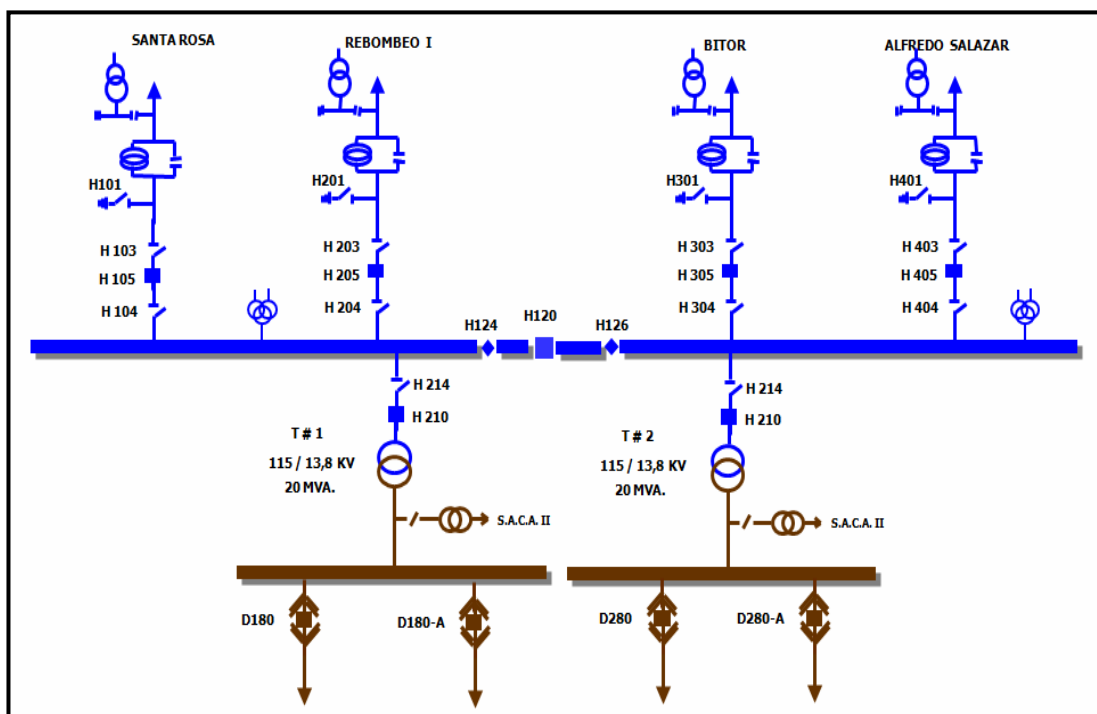 SANTA ROSA
REBOMBEO I
BITOR
ALFREDO SALAZAR
H101
H201
H301
H401
H 103
H 203
H 303
H 403
H 105
H 205
H 305
H 405
H 104
H 204
H 304
H 404
H124
H120
H126
H 214
H 214
H 210
H 210
T # 1
115 / 13,8 KV
20 MVA.
T # 2
115 / 13,8 KV
20 MVA.
S.A.C.A. II
S.A.C.A. II
D180
D180-A
D280
D280-A